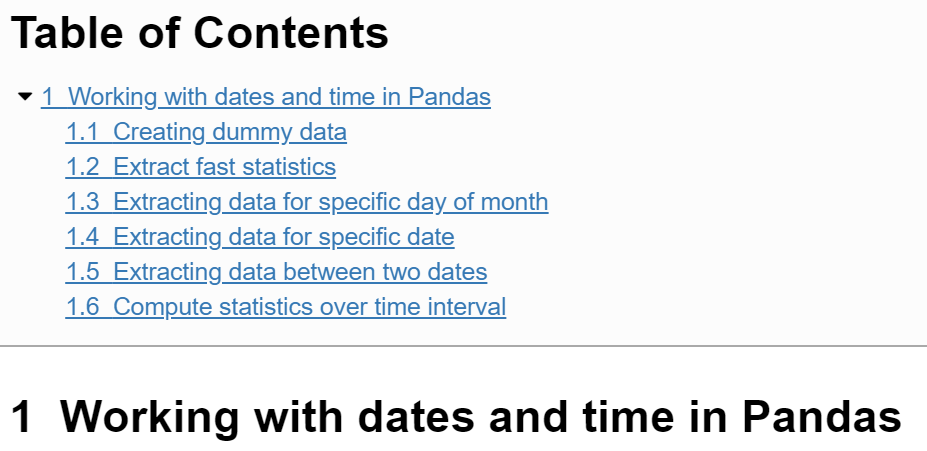 Table of Contents
1 Working with dates and time in Pandas
1.1 Creating dummy data
1.2 Extract fast statistics
1.3 Extracting data for specific day of month
1.4 Extracting data for specific date
1.5 Extracting data between two dates
1.6 Compute statistics over time interval
1 Working with dates and time in Pandas